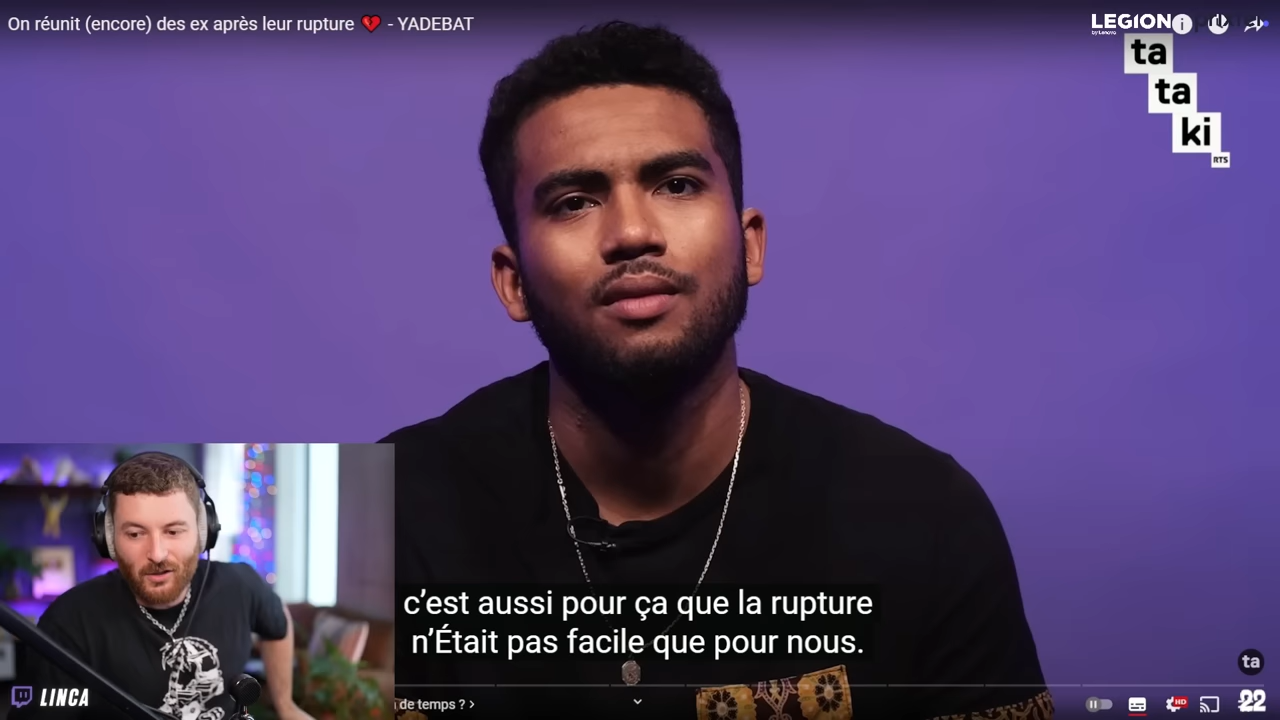 On réunit (encore) des ex après leur rupture 💔 - YADEBAT
LEGION
by Lenovo
ta
ta
ki
RTS
c’est aussi pour ça que la rupture
n’Était pas facile que pour nous.
ta
LINCA
de temps ? ›
HD
22